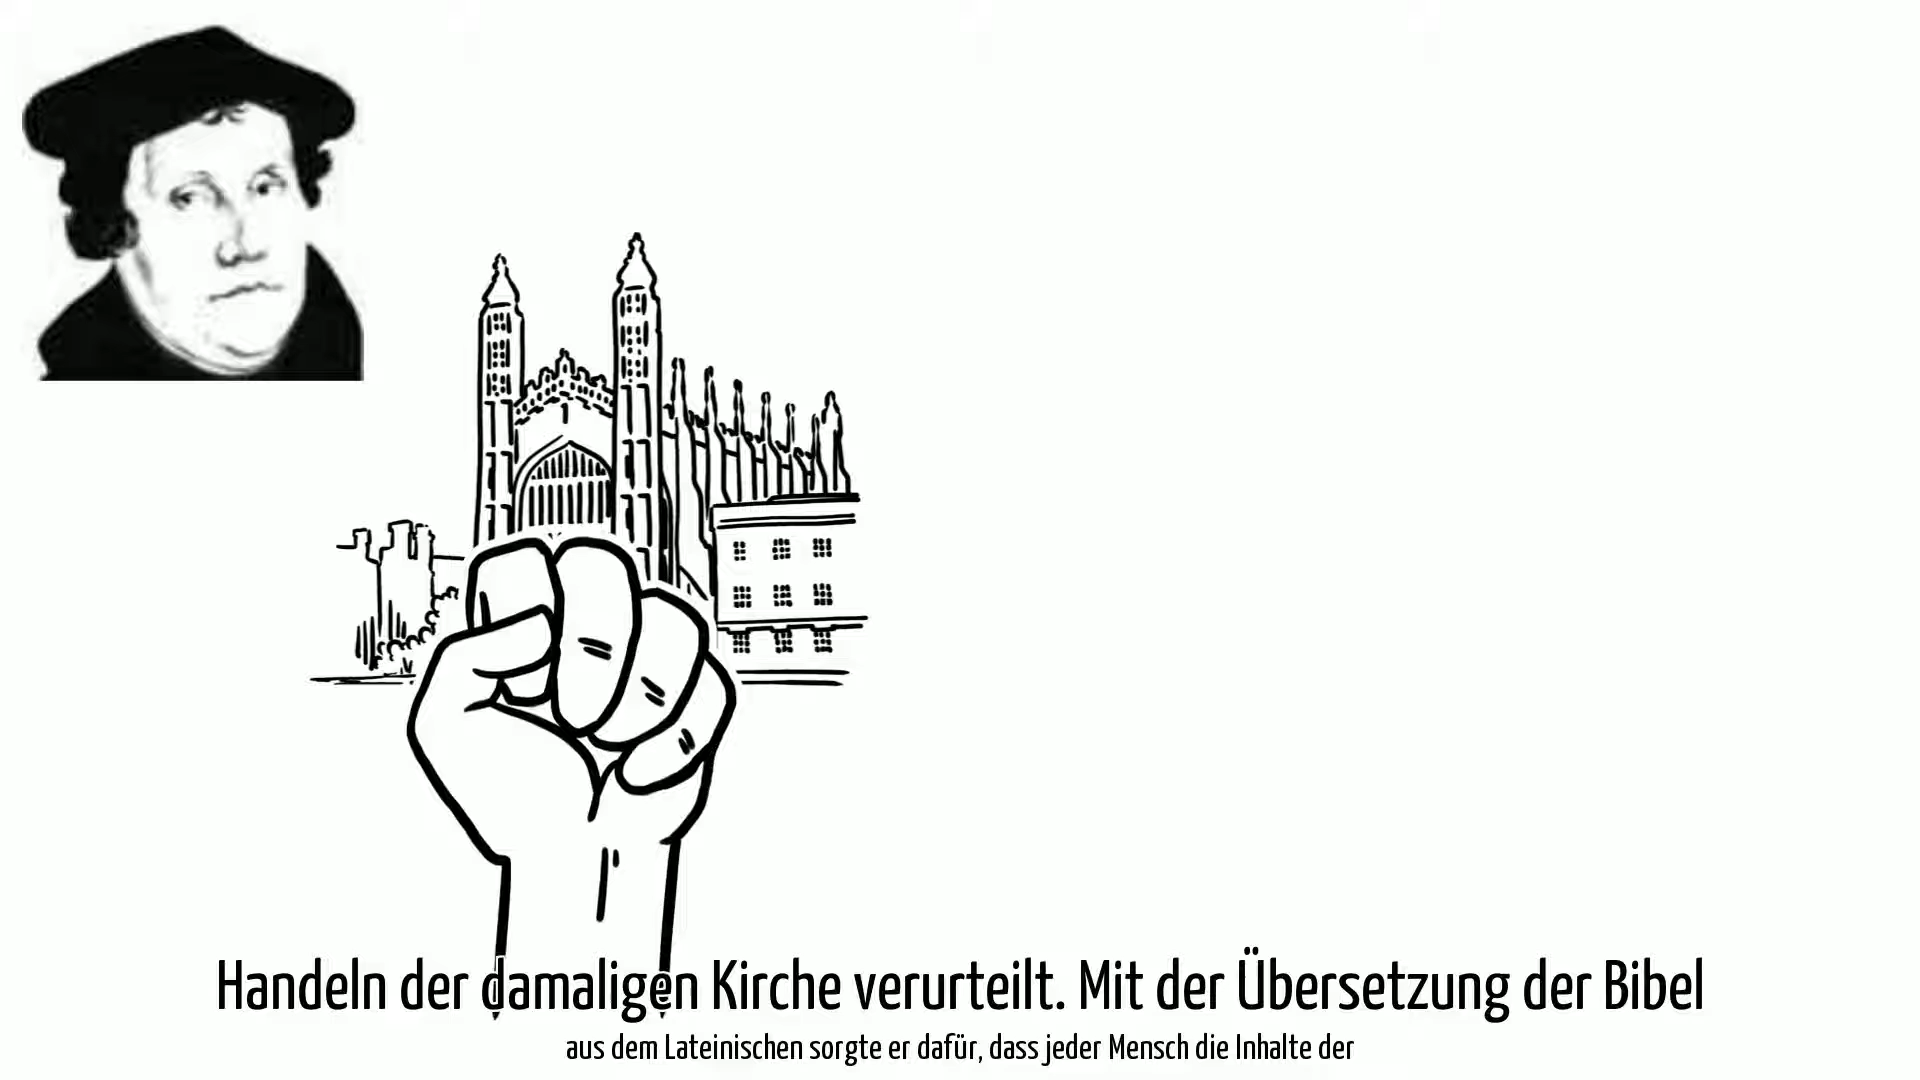 Handeln der damaligen Kirche verurteilt. Mit der Übersetzung der Bibel
aus dem Lateinischen sorgte er dafür, dass jeder Mensch die Inhalte der